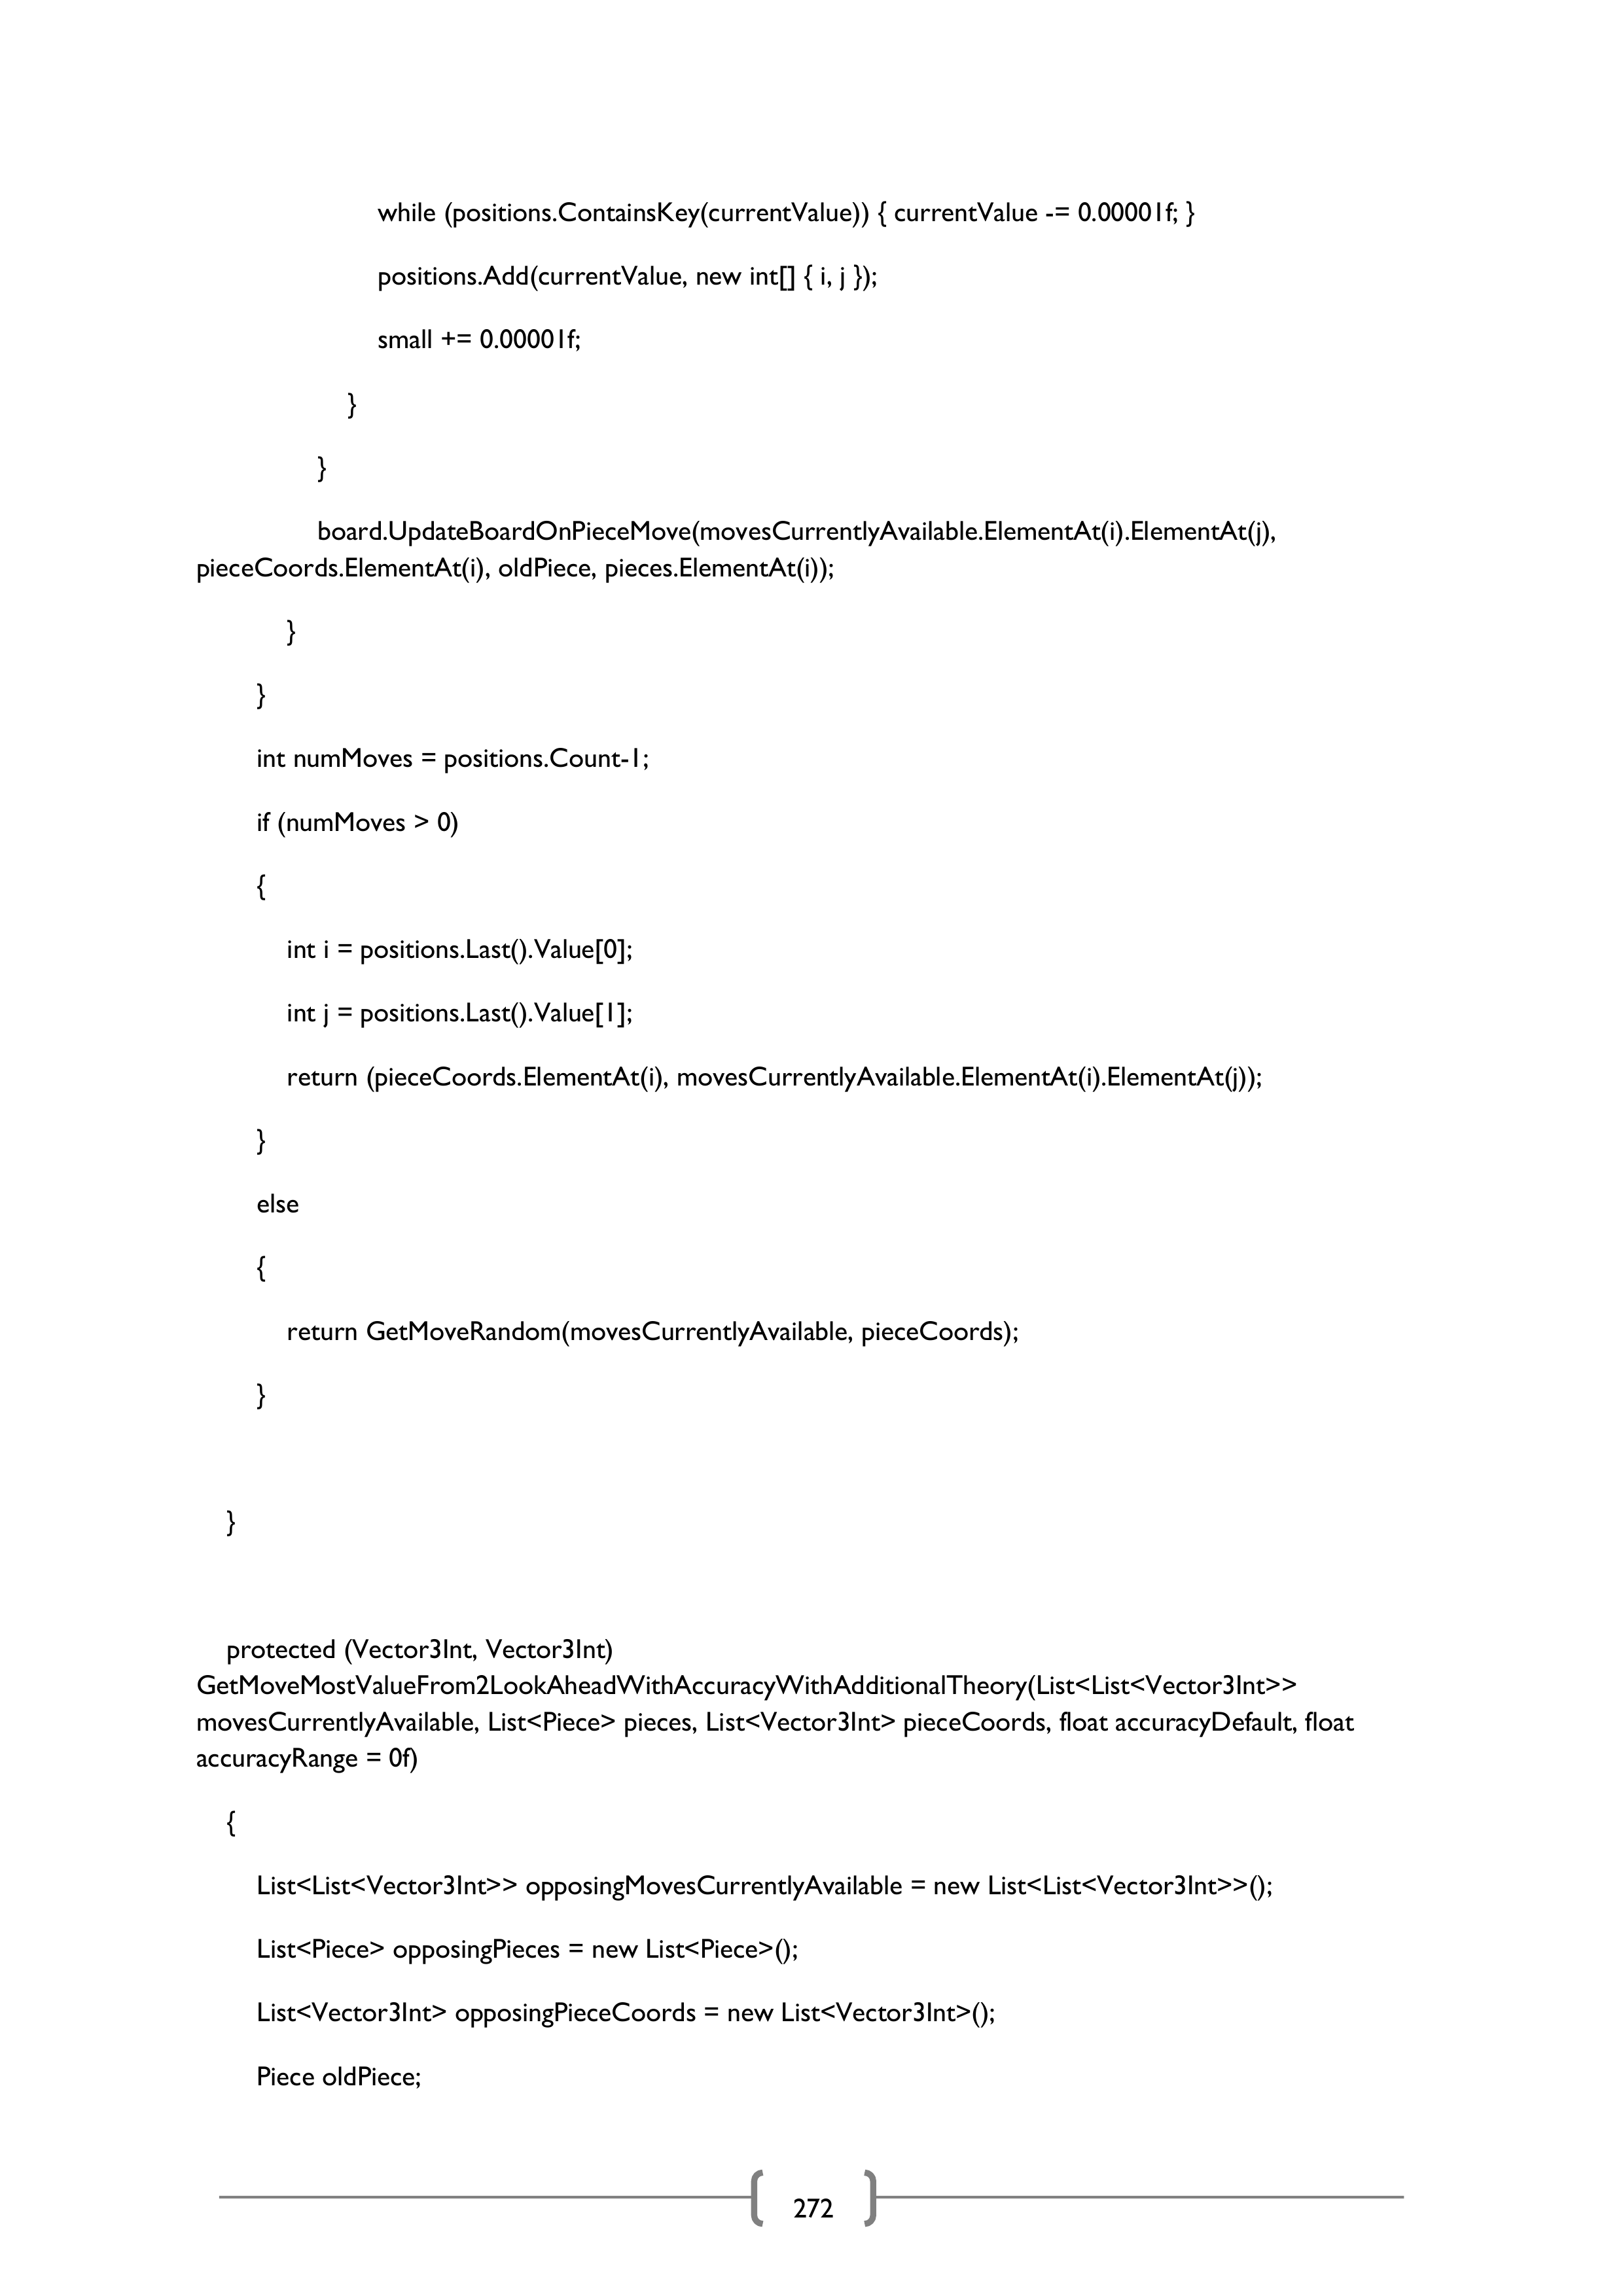 while (positions.ContainsKey(currentValue)) { currentValue -= 0.00001f; }
positions.Add(currentValue, new int[] { i, j });
small += 0.00001f;
}
}
board.UpdateBoardOnPieceMove(movesCurrentlyAvailable.ElementAt(i).ElementAt(j),
pieceCoords.ElementAt(i), oldPiece, pieces.ElementAt(i));
}
}
int numMoves = positions.Count-1;
if (numMoves > 0)
{
int i = positions.Last().Value[0];
int j = positions.Last().Value[1];
return (pieceCoords.ElementAt(i), movesCurrentlyAvailable.ElementAt(i).ElementAt(j));
}
else
{
return GetMoveRandom(movesCurrentlyAvailable, pieceCoords);
}
}
protected (Vector3Int, Vector3Int)
GetMoveMostValueFrom2LookAheadWithAccuracyWithAdditionalTheory(List<List<Vector3Int>>
movesCurrentlyAvailable, List<Piece> pieces, List<Vector3Int> pieceCoords, float accuracyDefault, float
accuracyRange = 0f)
{
List<List<Vector3Int>> opposingMovesCurrentlyAvailable = new List<List<Vector3Int>>();
List<Piece> opposingPieces = new List<Piece>();
List<Vector3Int> opposingPieceCoords = new List<Vector3Int>();
Piece oldPiece;
272